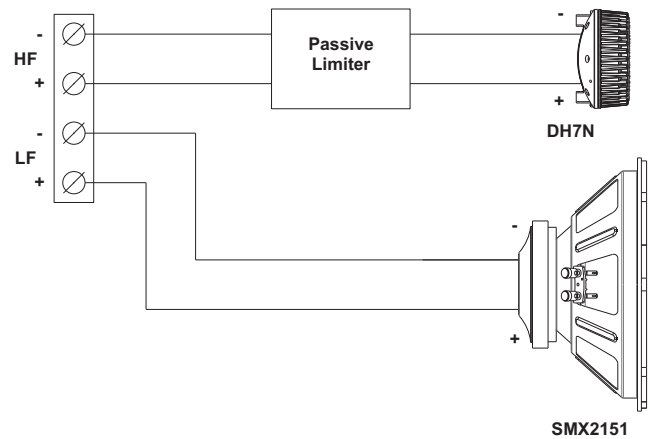 -
HF
+
-
LF
+
Passive
Limiter
-
+
DH7N
-
+
SMX2151